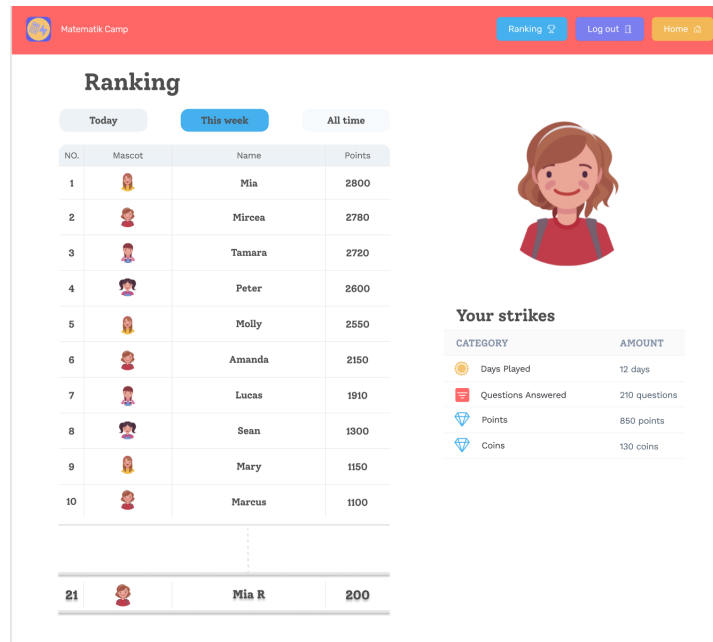 Matematik Camp
Ranking
Log out
Home
Ranking
Today
This week
All time
NO. Mascot Name Points
1 Mia 2800
2 Mircea 2780
3 Tamara 2720
4 Peter 2600
5 Molly 2550
6 Amanda 2150
7 Lucas 1910
8 Sean 1300
9 Mary 1150
10 Marcus 1100
21 Mia R 200
Your strikes
CATEGORY AMOUNT
Days Played 12 days
Questions Answered 210 questions
Points 850 points
Coins 130 coins